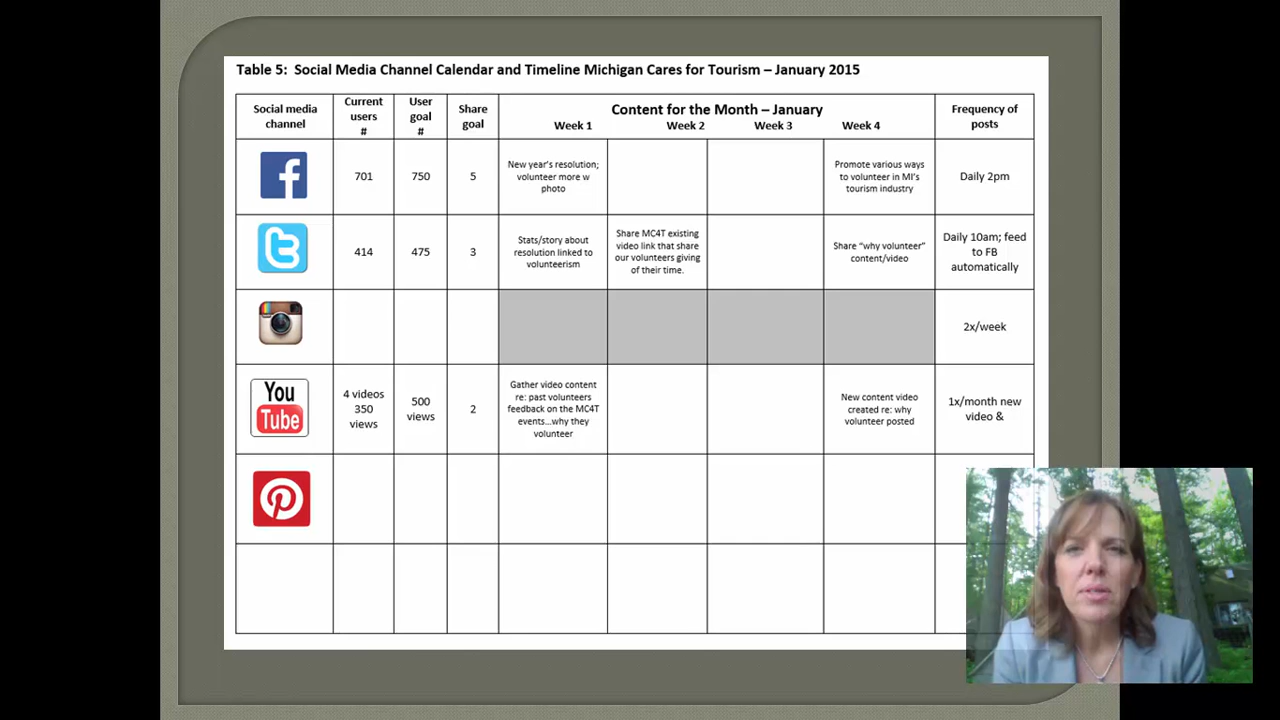 Table 5: Social Media Channel Calendar and Timeline Michigan Cares for Tourism – January 2015
Social media
channel
Current
users
#
User
goal
#
Share
goal
Content for the Month – January
Week 1 Week 2 Week 3 Week 4
Frequency of
posts
f
701
750
5
New year's resolution;
volunteer more w
photo
Promote various ways
to volunteer in MI's
tourism industry
Daily 2pm
t
414
475
3
Stats/story about
resolution linked to
volunteerism
Share MC4T existing
video link that share
our volunteers giving
of their time.
Share “why volunteer”
content/video
Daily 10am; feed
to FB
automatically
2x/week
You
Tube
4 videos
350
views
500
views
2
Gather video content
re: past volunteers
feedback on the MC4T
events…why they
volunteer
New content video
created re: why
volunteer posted
1x/month new
video &